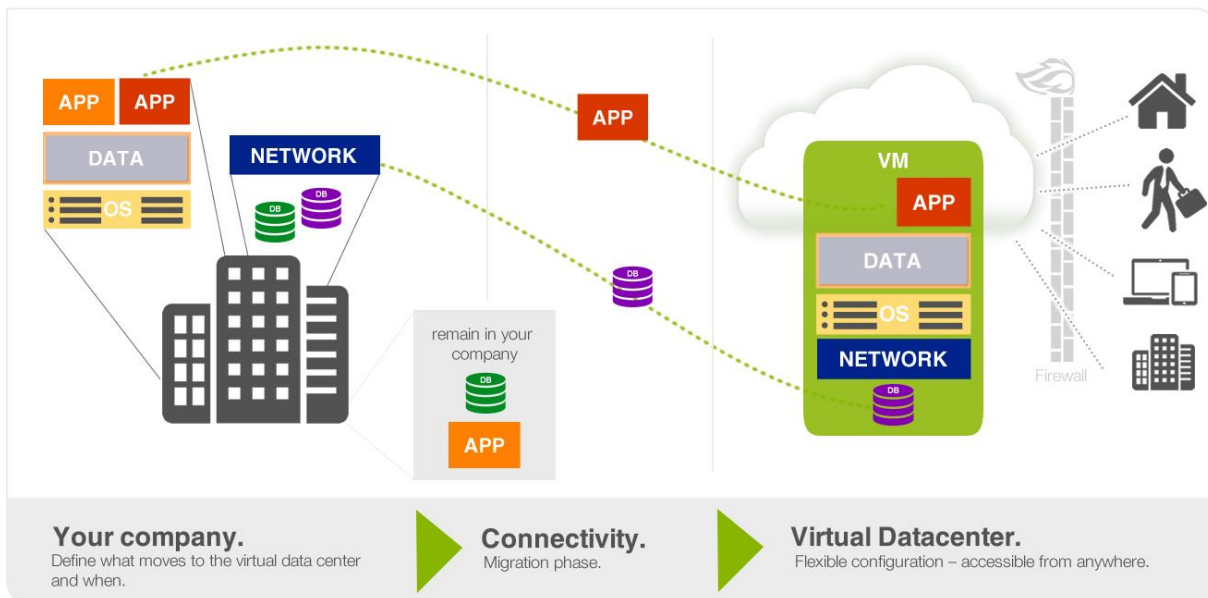 APP
APP
DATA
OS
NETWORK
DB
DB
remain in your
company
DB
APP
APP
DB
VM
APP
DATA
OS
NETWORK
DB
Firewall
Your company.
Define what moves to the virtual data center
and when.
Connectivity.
Migration phase.
Virtual Datacenter.
Flexible configuration – accessible from anywhere.